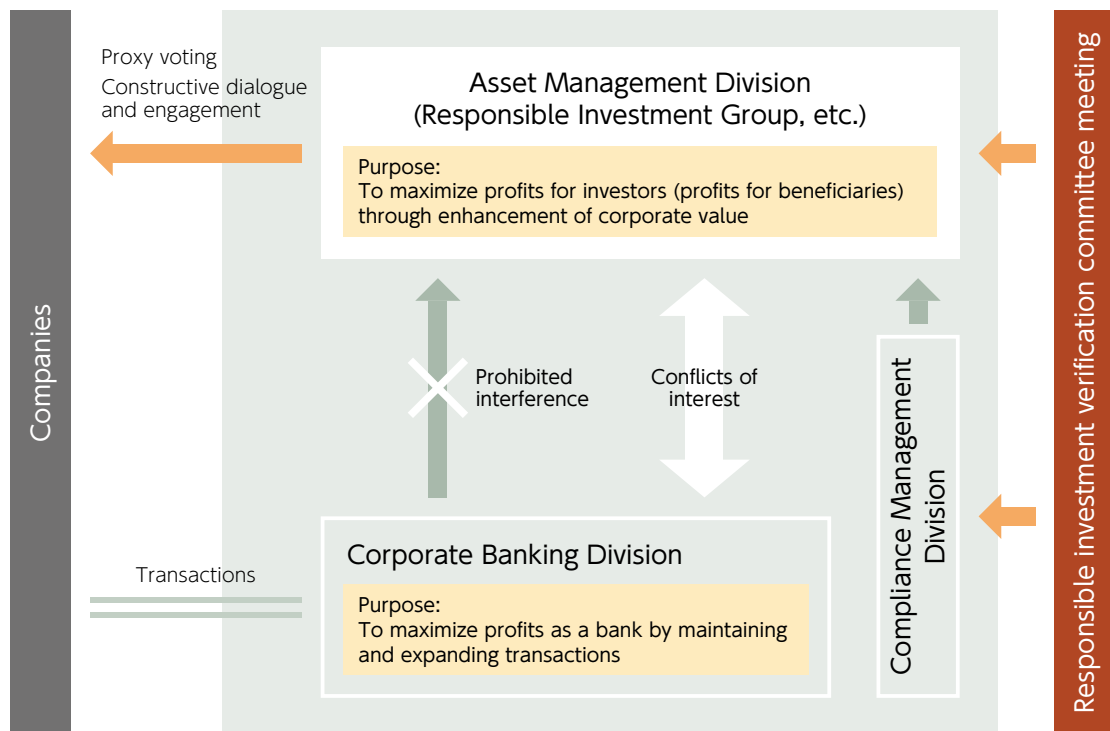 Companies
Proxy voting
Constructive dialogue
and engagement
Asset Management Division
(Responsible Investment Group, etc.)
Purpose:
To maximize profits for investors (profits for beneficiaries)
through enhancement of corporate value
Prohibited
interference
Conflicts of
interest
Transactions
Corporate Banking Division
Purpose:
To maximize profits as a bank by maintaining
and expanding transactions
Compliance Management
Division
Responsible investment verification committee meeting